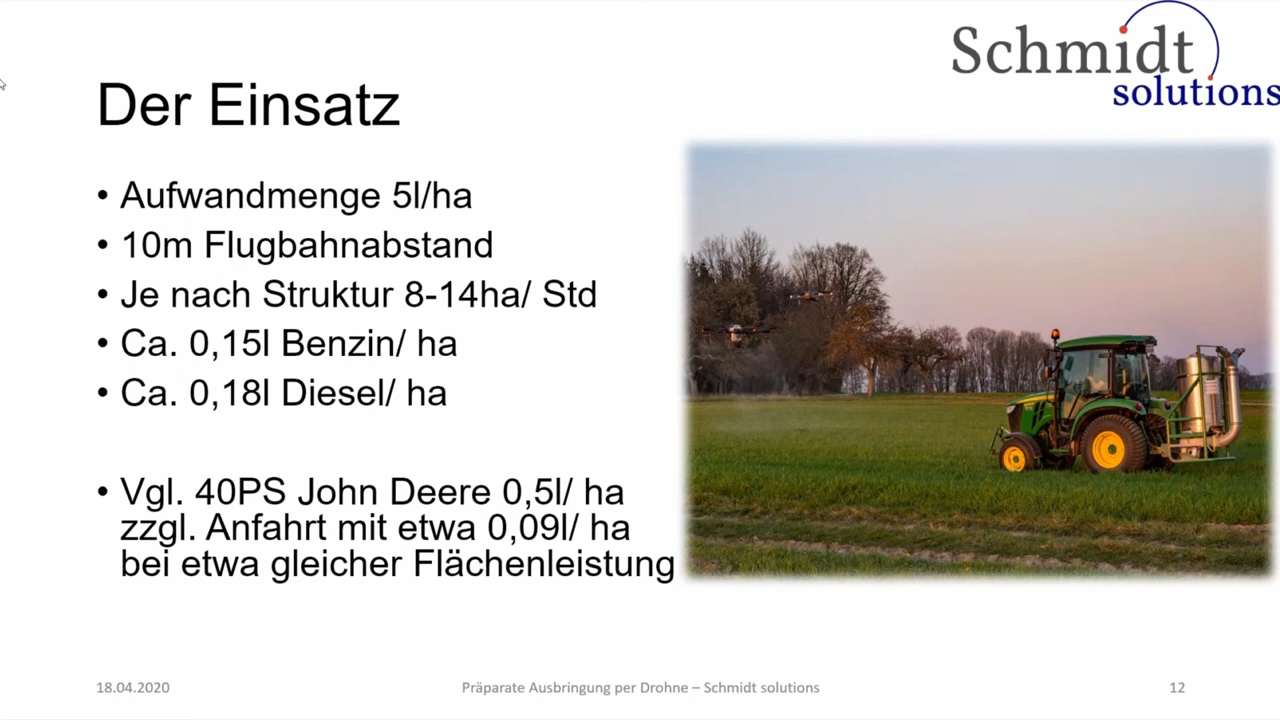 Schmidt
solutions
Der Einsatz
• Aufwandmenge 5l/ha
• 10m Flugbahnabstand
• Je nach Struktur 8-14ha/ Std
• Ca. 0,15l Benzin/ ha
• Ca. 0,18l Diesel/ ha
• Vgl. 40PS John Deere 0,5l/ ha
zzgl. Anfahrt mit etwa 0,09l/ ha
bei etwa gleicher Flächenleistung
18.04.2020
Präparate Ausbringung per Drohne – Schmidt solutions
12